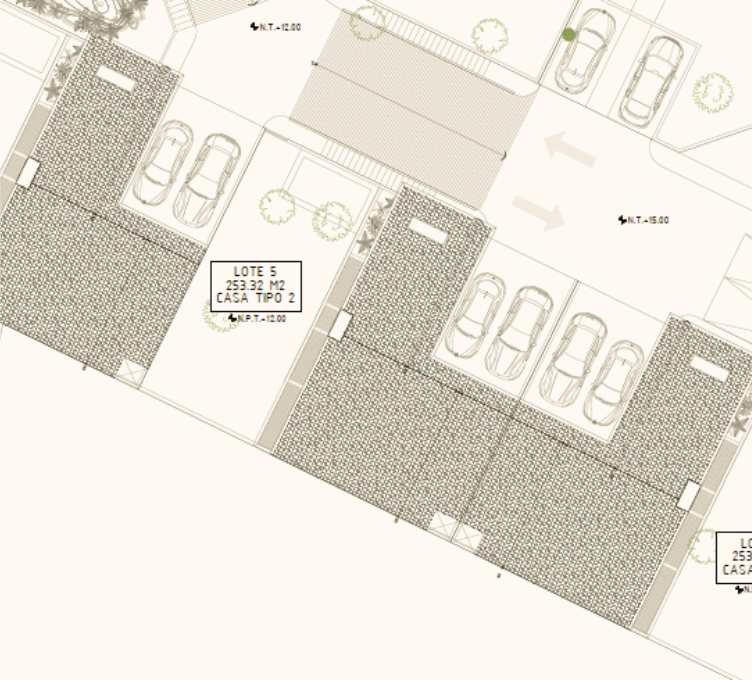 N.T.-12.00
N.T.-15.00
LOTE 5
253.32 M2
CASA TIPO 2
N.P.T.-12.00
LO
253
CASA
N.